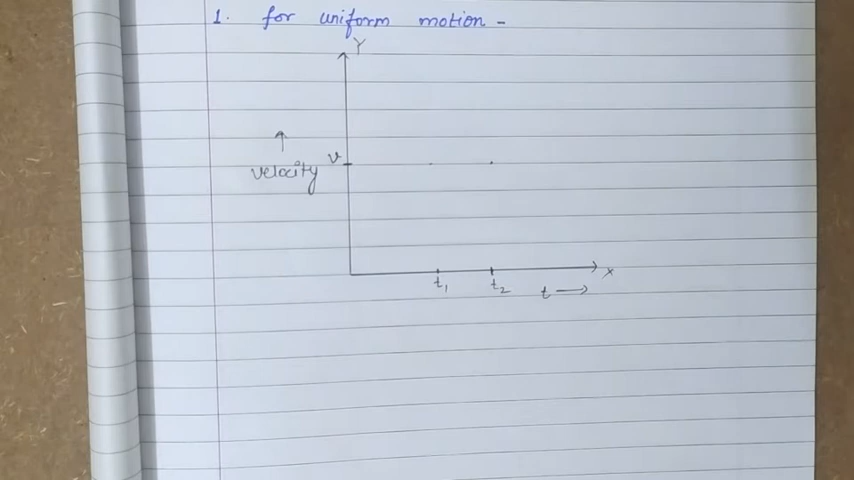 1. for uniform motion -
Y
v
velocity
t1 t2 t
x